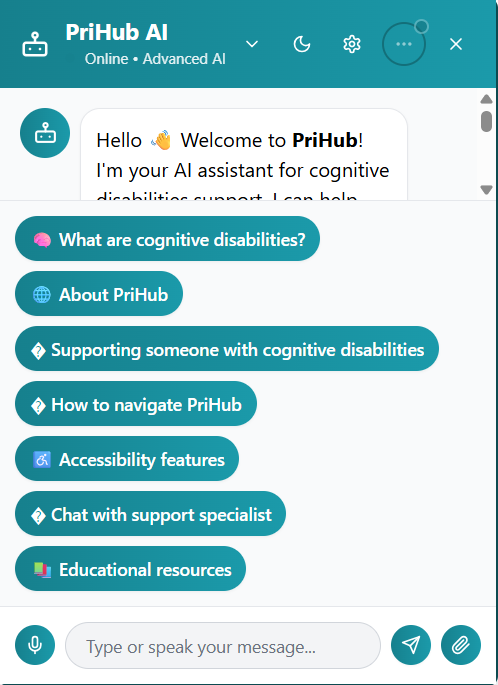 PriHub AI
Online • Advanced AI
Hello 👋 Welcome to PriHub!
I'm your AI assistant for cognitive
disabilities support. I can help
🧠 What are cognitive disabilities?
🌐 About PriHub
� Supporting someone with cognitive disabilities
� How to navigate PriHub
♿ Accessibility features
� Chat with support specialist
📚 Educational resources
Type or speak your message...